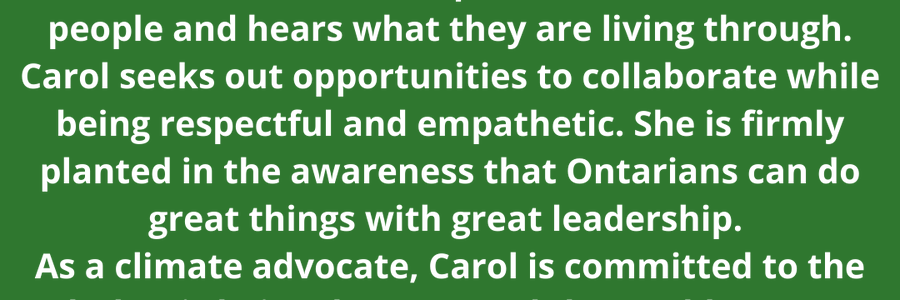 people and hears what they are living through.
Carol seeks out opportunities to collaborate while
being respectful and empathetic. She is firmly
planted in the awareness that Ontarians can do
great things with great leadership.
As a climate advocate, Carol is committed to the